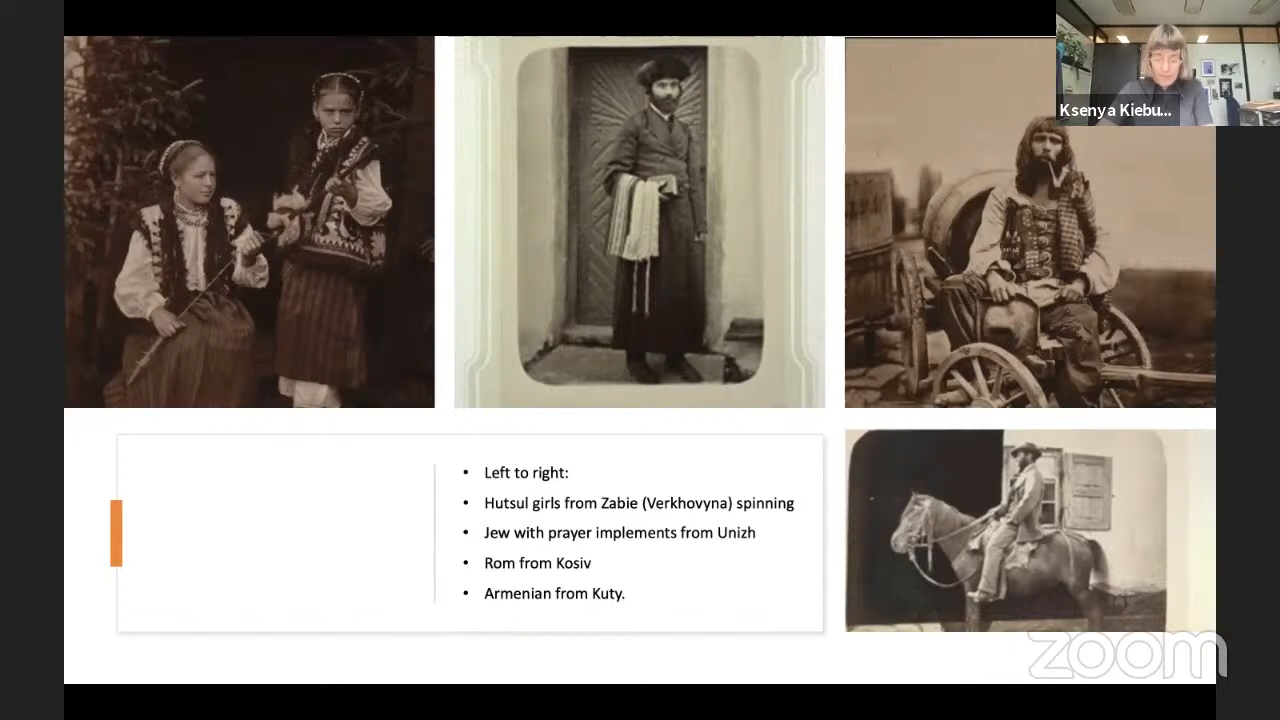 Ksenya Kiebu...
Left to right:
Hutsul girls from Zabie (Verkhovyna) spinning
Jew with prayer implements from Unizh
Rom from Kosiv
Armenian from Kuty.
zoom